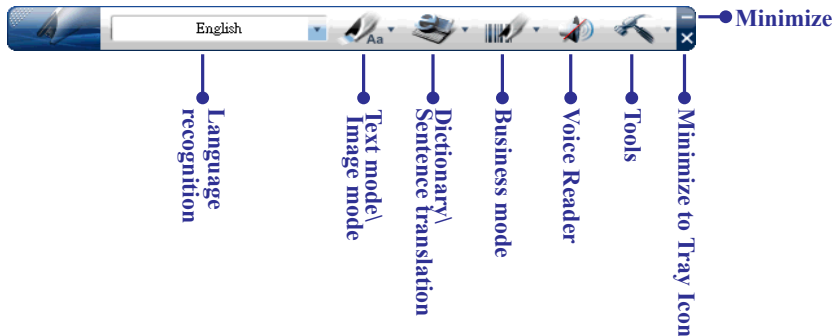 English
Aa
Minimize
Language
recognition
Text mode\
Image mode
Dictionary\
Sentence translation
Business mode
Voice Reader
Tools
Minimize to Tray Icon